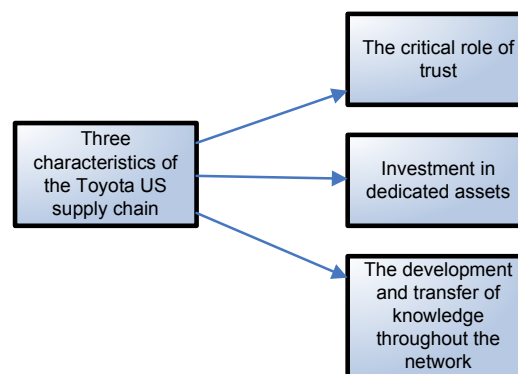 The critical role of
trust
Three
characteristics of
the Toyota US
supply chain
Investment in
dedicated assets
The development
and transfer of
knowledge
throughout the
network